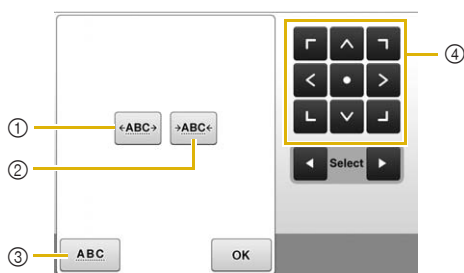 ④
① ←ABC→ →ABC←
Select
②
③ ABC OK